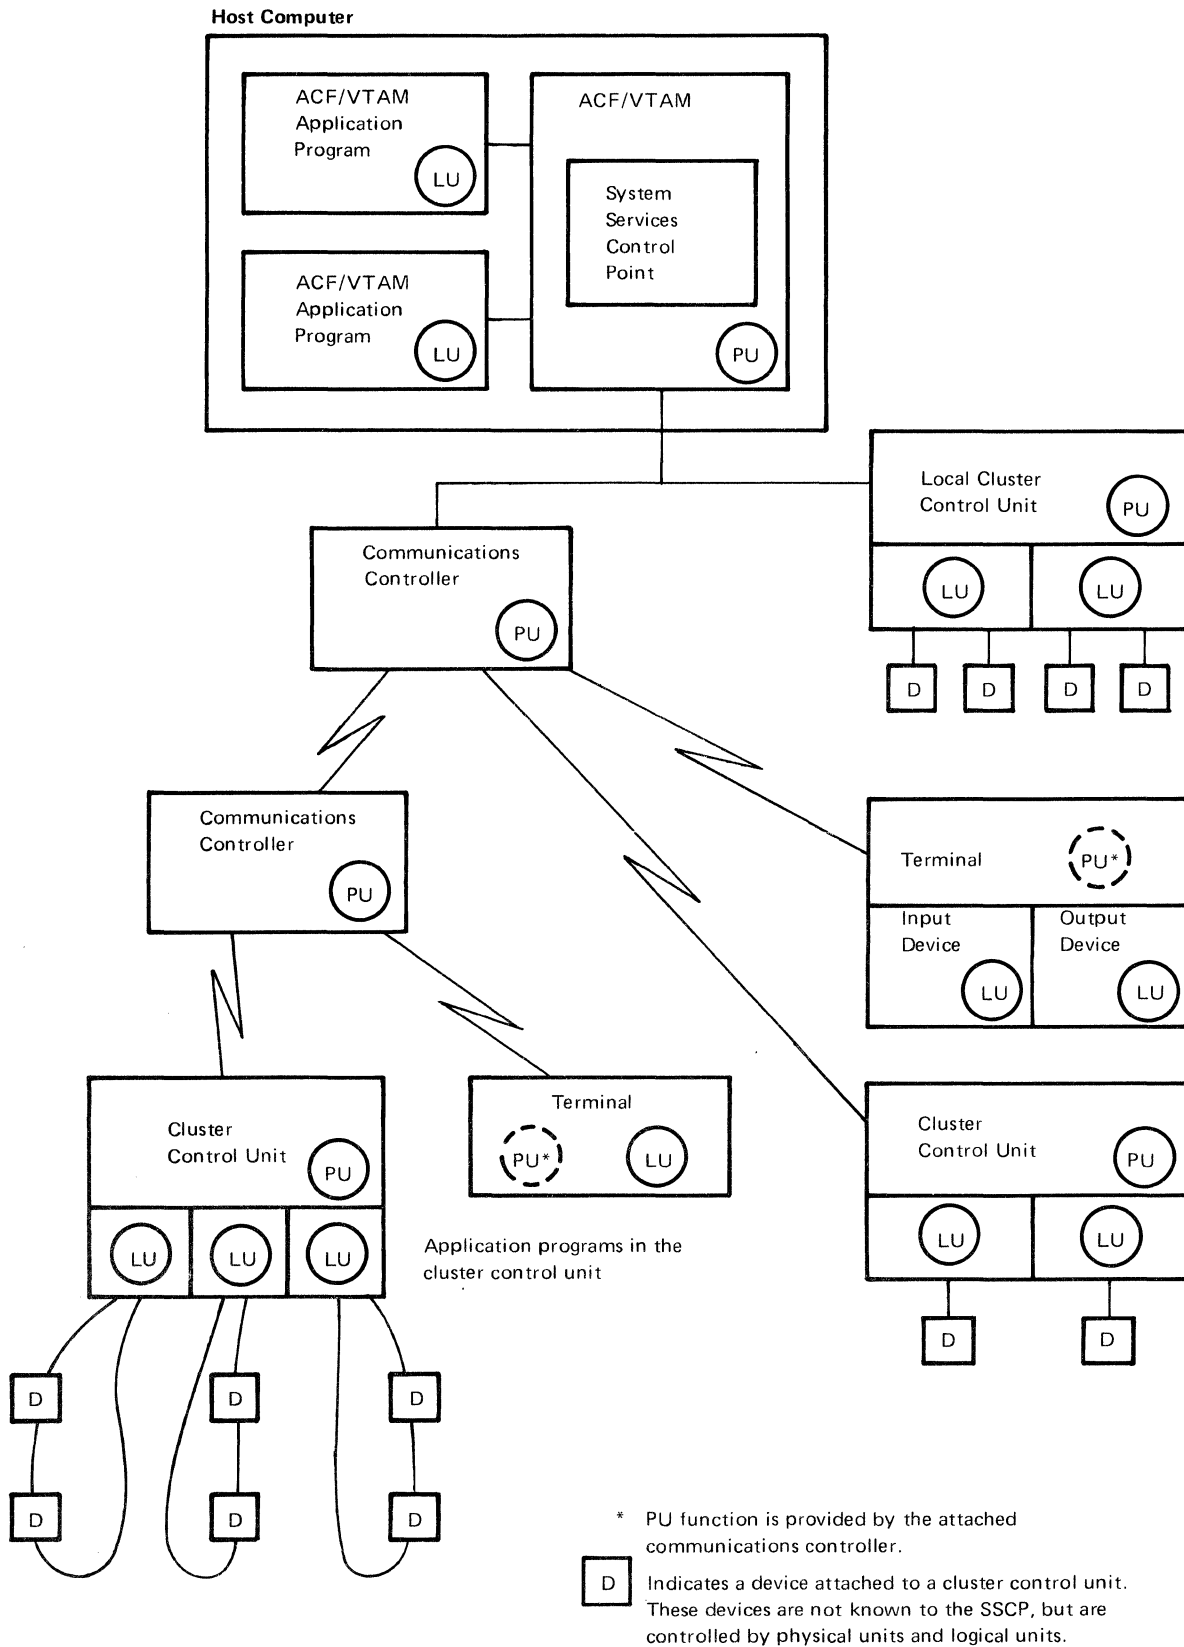 Host Computer
ACF/VTAM
Application
Program
LU
ACF/VTAM
System
Services
Control
Point
PU
ACF/VTAM
Application
Program
LU
Local Cluster
Control Unit
PU
LU
LU
D
D
D
D
Communications
Controller
PU
Communications
Controller
PU
Terminal
PU*
Input
Device
LU
Output
Device
LU
Cluster
Control Unit
PU
LU
LU
LU
Terminal
PU*
LU
Cluster
Control Unit
PU
LU
LU
Application programs in the
cluster control unit
D
D
D
D
D
D
D
D
* PU function is provided by the attached
communications controller.
D Indicates a device attached to a cluster control unit.
These devices are not known to the SSCP, but are
controlled by physical units and logical units.